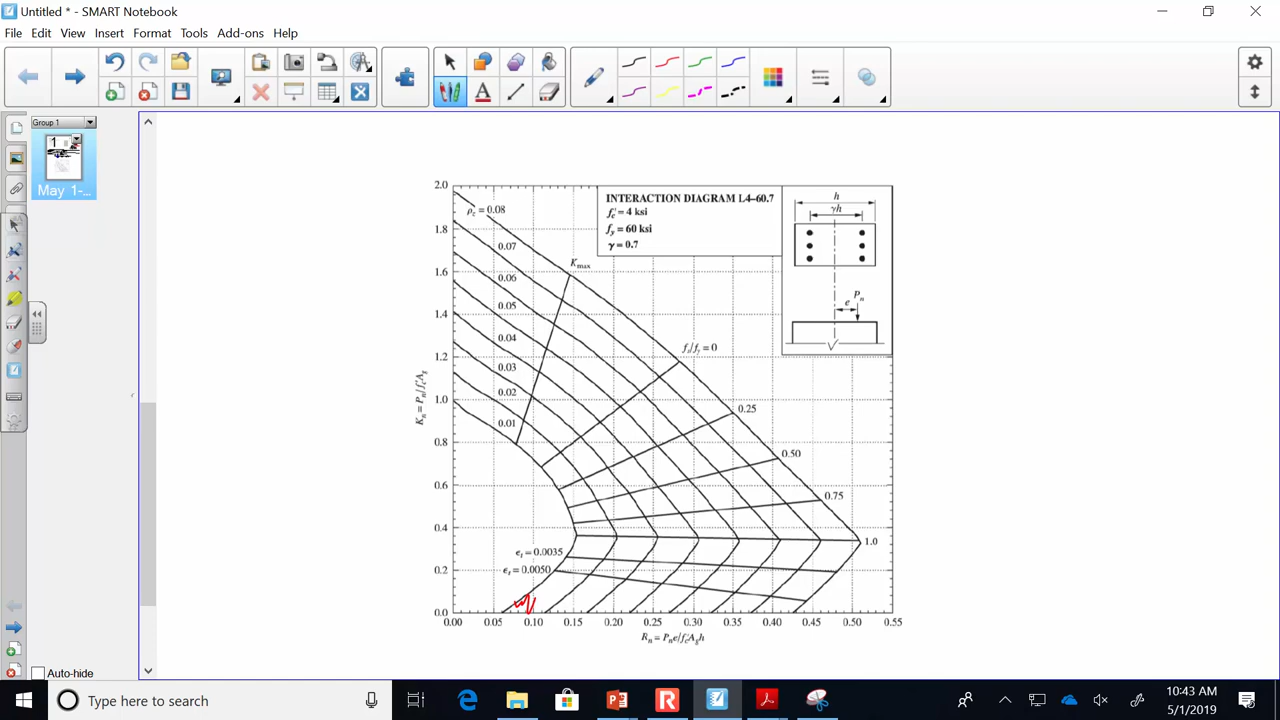 Untitled * - SMART Notebook
File Edit View Insert Format Tools Add-ons Help
Group 1
1
May 1-...
INTERACTION DIAGRAM L4–60.7
f′c = 4 ksi
fy = 60 ksi
γ = 0.7
h
γh
Pn
e
Kmax
fs/fy = 0
0.25
0.50
0.75
1.0
ρz = 0.08
0.07
0.06
0.05
0.04
0.03
0.02
0.01
ϵt = 0.0035
ϵt = 0.0050
2.0
1.8
1.6
1.4
1.2
1.0
0.8
0.6
0.4
0.2
0.0
Kn = Pn/f′cAg
0.00 0.05 0.10 0.15 0.20 0.25 0.30 0.35 0.40 0.45 0.50 0.55
Rn = Pne/f′cAgh
Auto-hide
Type here to search
10:43 AM
5/1/2019